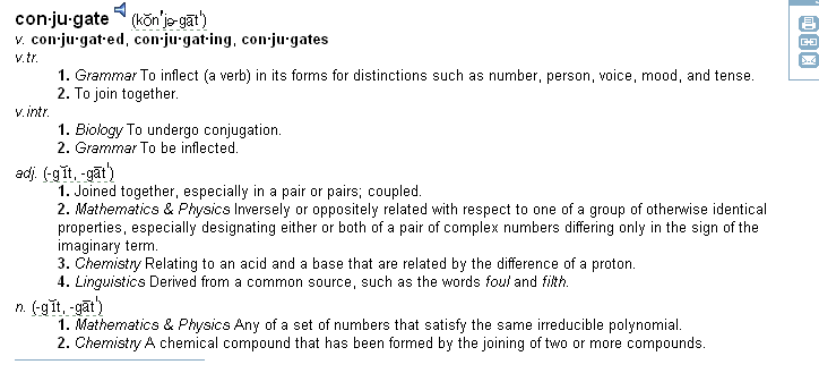 con·ju·gate (kŏn'jə-gāt')
v. con·ju·gat·ed, con·ju·gat·ing, con·ju·gates
v.tr.
1. Grammar To inflect (a verb) in its forms for distinctions such as number, person, voice, mood, and tense.
2. To join together.
v.intr.
1. Biology To undergo conjugation.
2. Grammar To be inflected.
adj. (-gĭt, -gāt')
1. Joined together, especially in a pair or pairs; coupled.
2. Mathematics & Physics Inversely or oppositely related with respect to one of a group of otherwise identical
properties, especially designating either or both of a pair of complex numbers differing only in the sign of the
imaginary term.
3. Chemistry Relating to an acid and a base that are related by the difference of a proton.
4. Linguistics Derived from a common source, such as the words foul and filth.
n. (-gĭt, -gāt')
1. Mathematics & Physics Any of a set of numbers that satisfy the same irreducible polynomial.
2. Chemistry A chemical compound that has been formed by the joining of two or more compounds.